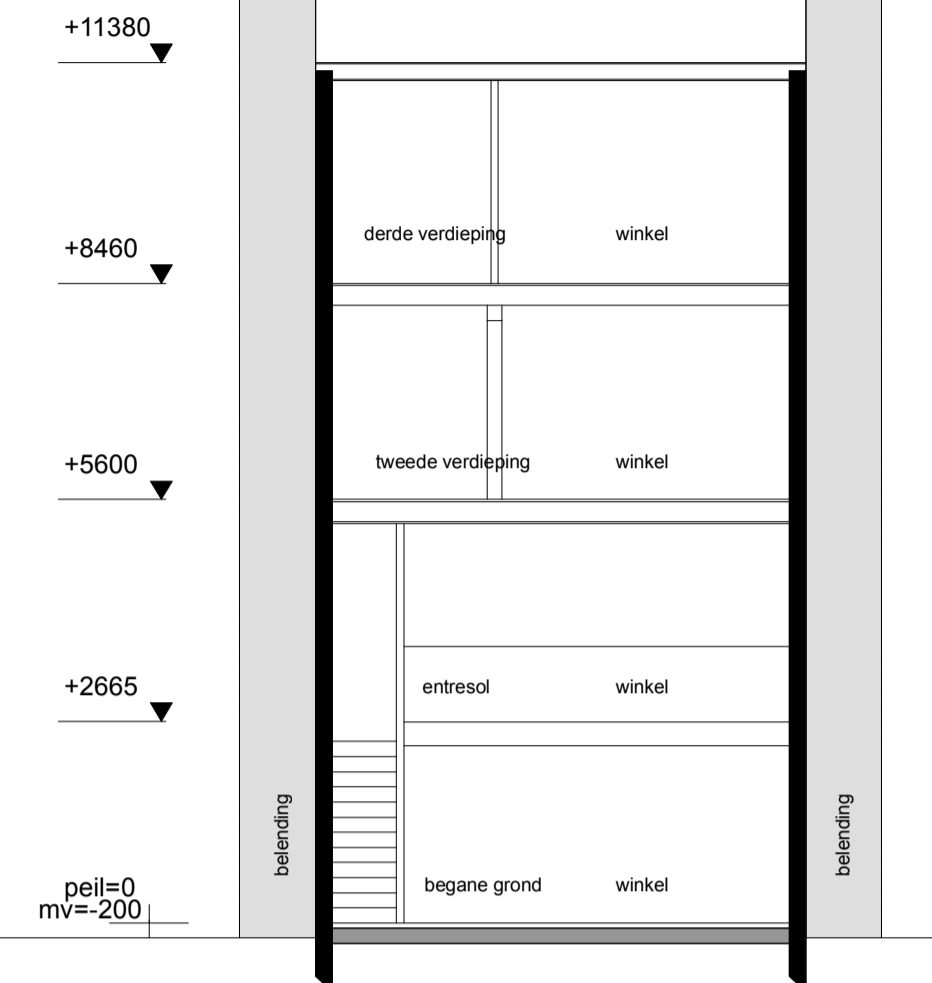 +11380
derde verdieping winkel
+8460
tweede verdieping winkel
+5600
entresol winkel
+2665
belending
belending
begane grond winkel
peil=0
mv=-200